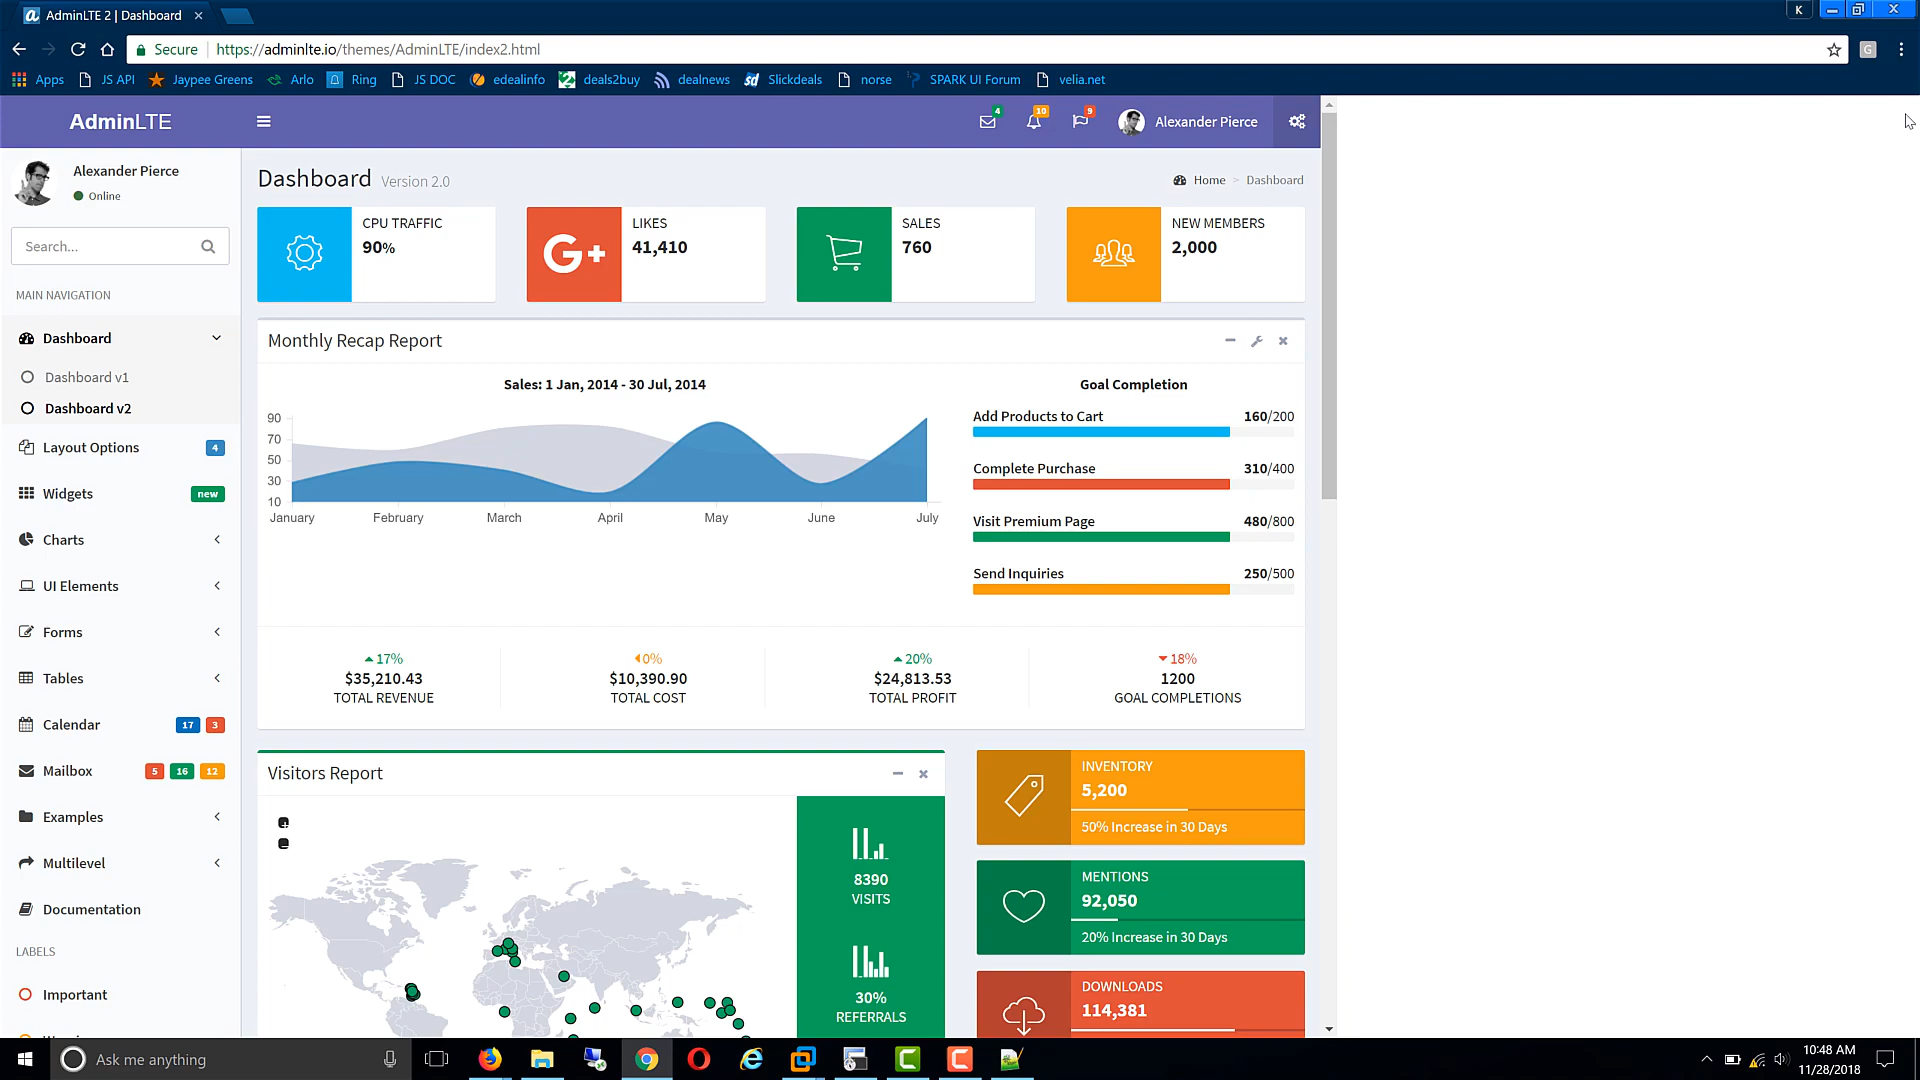 AdminLTE 2 | Dashboard
K
Secure
https://adminlte.io/themes/AdminLTE/index2.html
G
Apps
JS API
Jaypee Greens
Arlo
Ring
JS DOC
edealinfo
deals2buy
dealnews
Slickdeals
norse
SPARK UI Forum
velia.net
AdminLTE
4
10
9
Alexander Pierce
Alexander Pierce
Online
Search...
MAIN NAVIGATION
Dashboard
Dashboard v1
Dashboard v2
Layout Options 4
Widgets new
Charts
UI Elements
Forms
Tables
Calendar 17 3
Mailbox 5 16 12
Examples
Multilevel
Documentation
LABELS
Important
Dashboard Version 2.0
Home > Dashboard
CPU TRAFFIC
90%
G+
LIKES
41,410
SALES
760
NEW MEMBERS
2,000
Monthly Recap Report
Sales: 1 Jan, 2014 - 30 Jul, 2014
90
70
50
30
10
January February March April May June July
Goal Completion
Add Products to Cart 160/200
Complete Purchase 310/400
Visit Premium Page 480/800
Send Inquiries 250/500
17%
$35,210.43
TOTAL REVENUE
0%
$10,390.90
TOTAL COST
20%
$24,813.53
TOTAL PROFIT
18%
1200
GOAL COMPLETIONS
Visitors Report
8390
VISITS
30%
REFERRALS
INVENTORY
5,200
50% Increase in 30 Days
MENTIONS
92,050
20% Increase in 30 Days
DOWNLOADS
114,381
Ask me anything
10:48 AM
11/28/2018